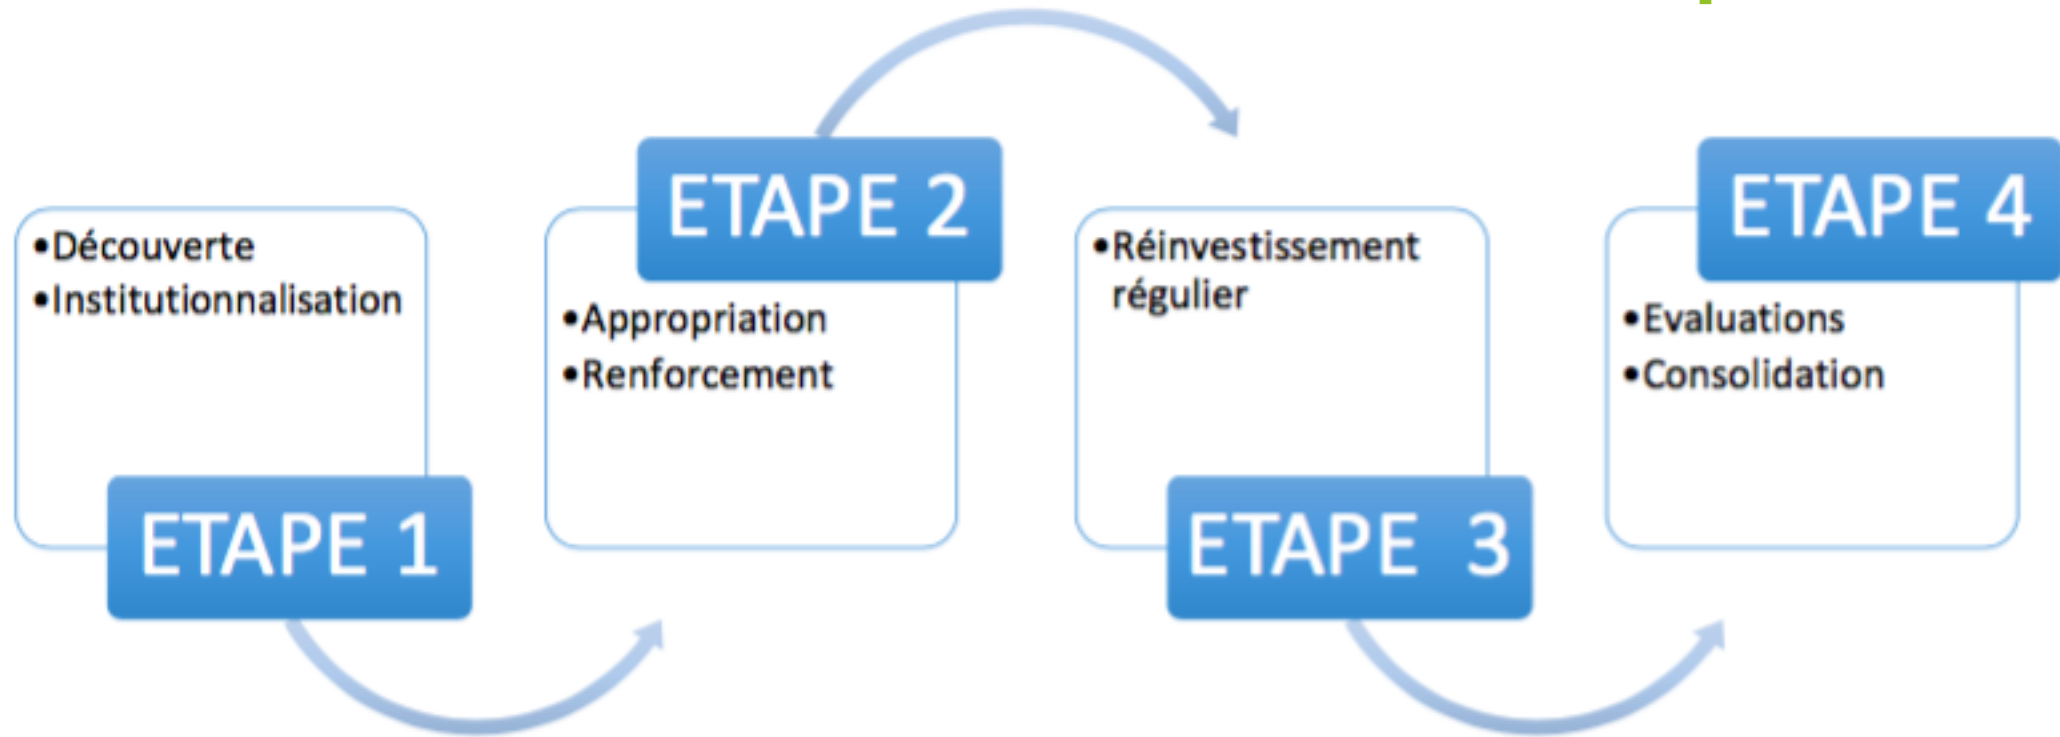 •Découverte
•Institutionnalisation
ETAPE 1
ETAPE 2
•Appropriation
•Renforcement
•Réinvestissement
régulier
ETAPE 3
ETAPE 4
•Evaluations
•Consolidation